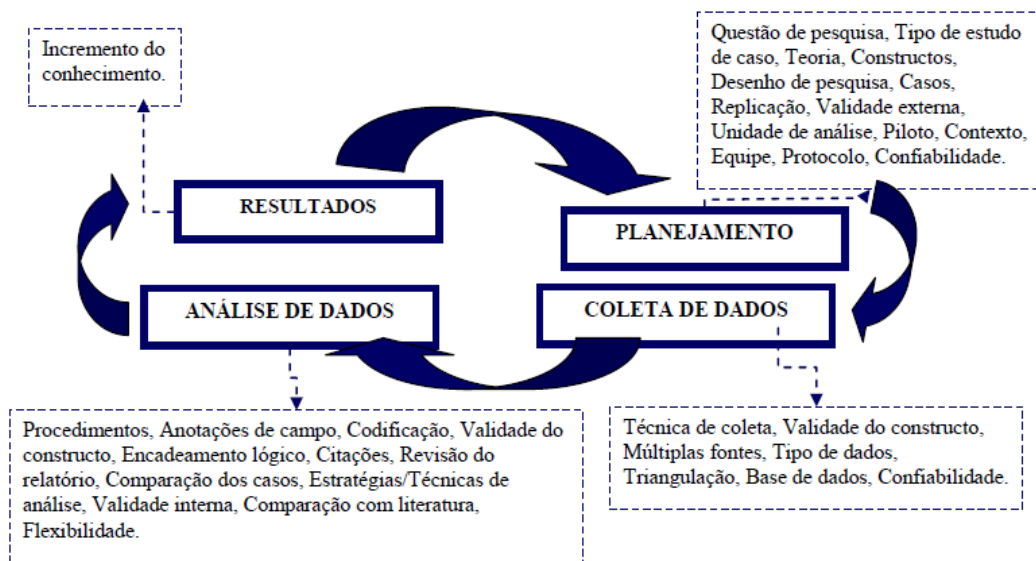 Incremento do
conhecimento.
Questão de pesquisa, Tipo de estudo
de caso, Teoria, Constructos,
Desenho de pesquisa, Casos,
Replicação, Validade externa,
Unidade de análise, Piloto, Contexto,
Equipe, Protocolo, Confiabilidade.
RESULTADOS
PLANEJAMENTO
ANÁLISE DE DADOS
COLETA DE DADOS
Procedimentos, Anotações de campo, Codificação, Validade do
constructo, Encadeamento lógico, Citações, Revisão do
relatório, Comparação dos casos, Estratégias/Técnicas de
análise, Validade interna, Comparação com literatura,
Flexibilidade.
Técnica de coleta, Validade do constructo,
Múltiplas fontes, Tipo de dados,
Triangulação, Base de dados, Confiabilidade.